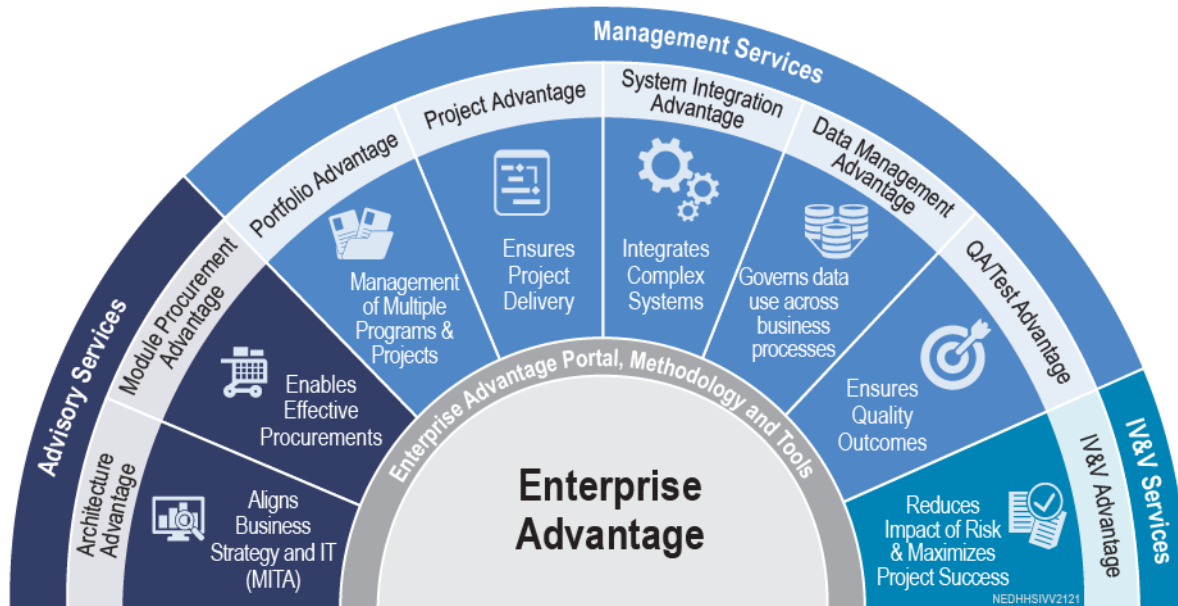 Management Services
Advisory Services
IV&V Services
Architecture
Advantage
Module Procurement
Advantage
Portfolio Advantage
Project Advantage
System Integration
Advantage
Data Management
Advantage
QA/Test Advantage
IV&V Advantage
Aligns
Business
Strategy and IT
(MITA)
Enables
Effective
Procurements
Management
of Multiple
Programs &
Projects
Ensures
Project
Delivery
Integrates
Complex
Systems
Governs data
use across
business
processes
Ensures
Quality
Outcomes
Reduces
Impact of Risk
& Maximizes
Project Success
NEDHHSIVV2121
Enterprise Advantage Portal, Methodology and Tools
Enterprise
Advantage